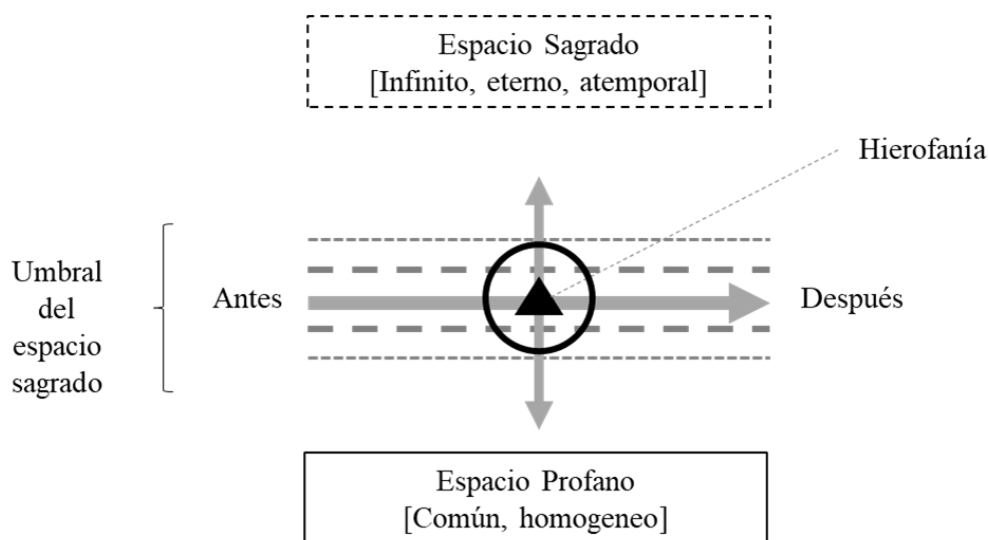 Espacio Sagrado
[Infinito, eterno, atemporal]
Hierofanía
Umbral
del
espacio
sagrado
Antes
Después
Espacio Profano
[Común, homogeneo]